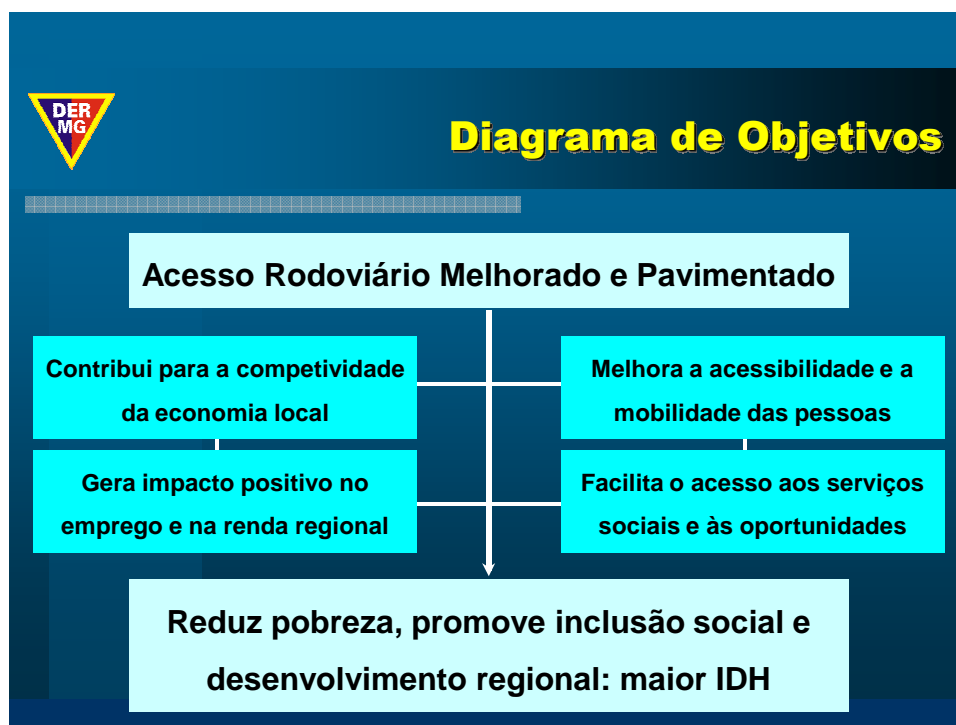 DER
MG
Diagrama de Objetivos
Acesso Rodoviário Melhorado e Pavimentado
Contribui para a competividade
da economia local
Melhora a acessibilidade e a
mobilidade das pessoas
Gera impacto positivo no
emprego e na renda regional
Facilita o acesso aos serviços
sociais e às oportunidades
Reduz pobreza, promove inclusão social e
desenvolvimento regional: maior IDH